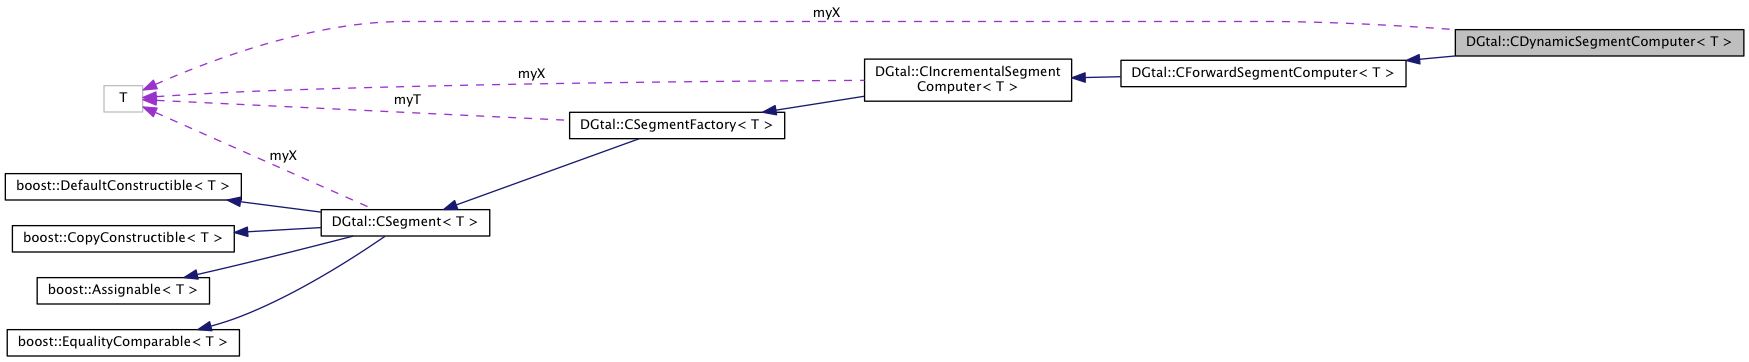 myX
DGtal::CDynamicSegmentComputer< T >
myX
DGtal::CIncrementalSegment
Computer< T >
DGtal::CForwardSegmentComputer< T >
T
myT
DGtal::CSegmentFactory< T >
myX
boost::DefaultConstructible< T >
DGtal::CSegment< T >
boost::CopyConstructible< T >
boost::Assignable< T >
boost::EqualityComparable< T >